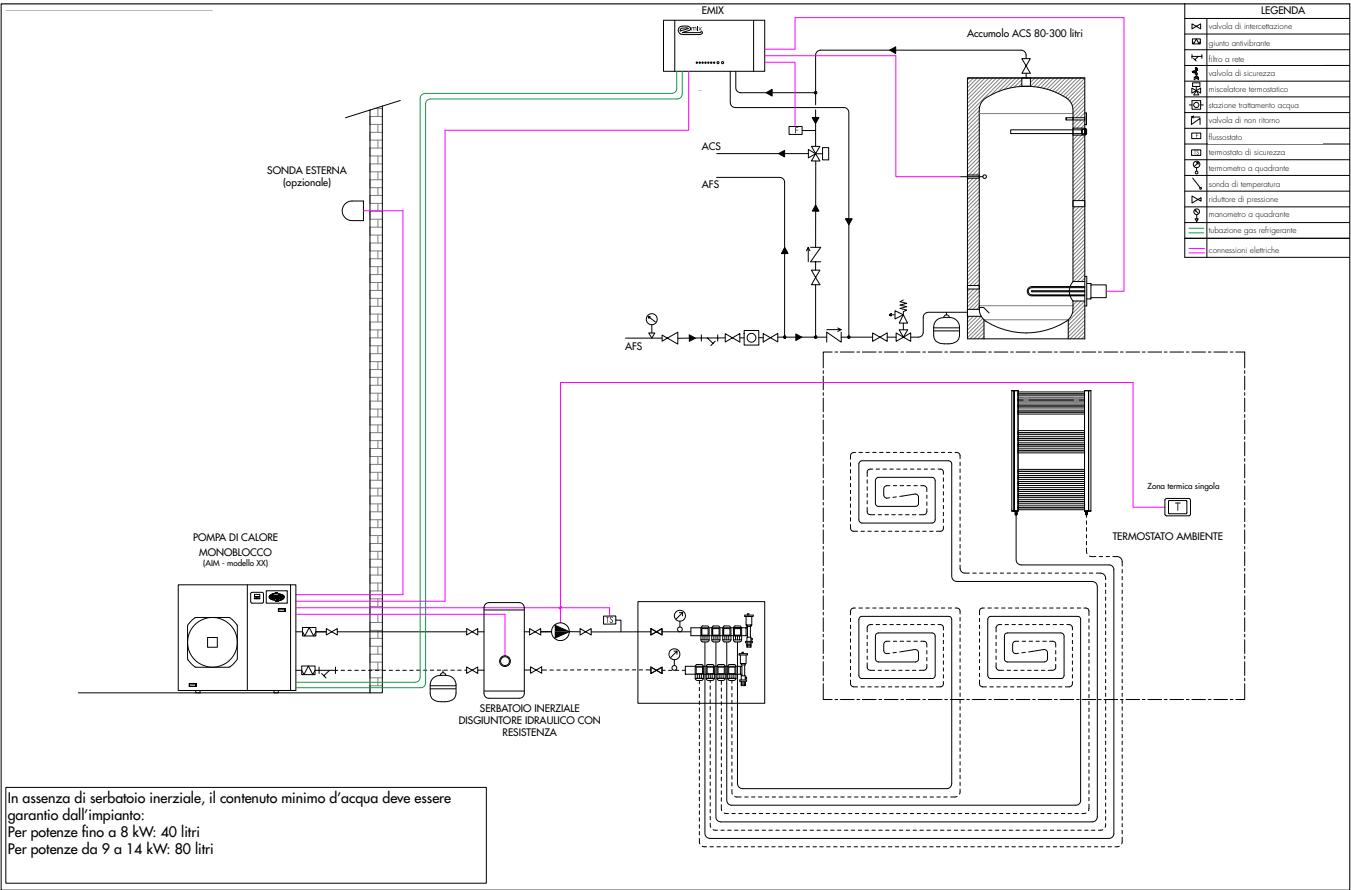 EMIX
emix
Accumolo ACS 80-300 litri
LEGENDA
valvola di intercettazione
giunto antivibrante
filtro a rete
valvola di sicurezza
miscelatore termostatico
stazione trattamento acqua
valvola di non ritorno
F
flussostato
TS
termostato di sicurezza
termometro a quadrante
sonda di temperatura
riduttore di pressione
manometro a quadrante
tubazione gas refrigerante
connessioni elettriche
F
ACS
AFS
SONDA ESTERNA
(opzionale)
AFS
Zona termica singola
T
TERMOSTATO AMBIENTE
POMPA DI CALORE
MONOBLOCCO
(AIM - modello XX)
TS
SERBATOIO INERZIALE
DISGIUNTORE IDRAULICO CON
RESISTENZA
In assenza di serbatoio inerziale, il contenuto minimo d'acqua deve essere
garantio dall'impianto:
Per potenze fino a 8 kW: 40 litri
Per potenze da 9 a 14 kW: 80 litri